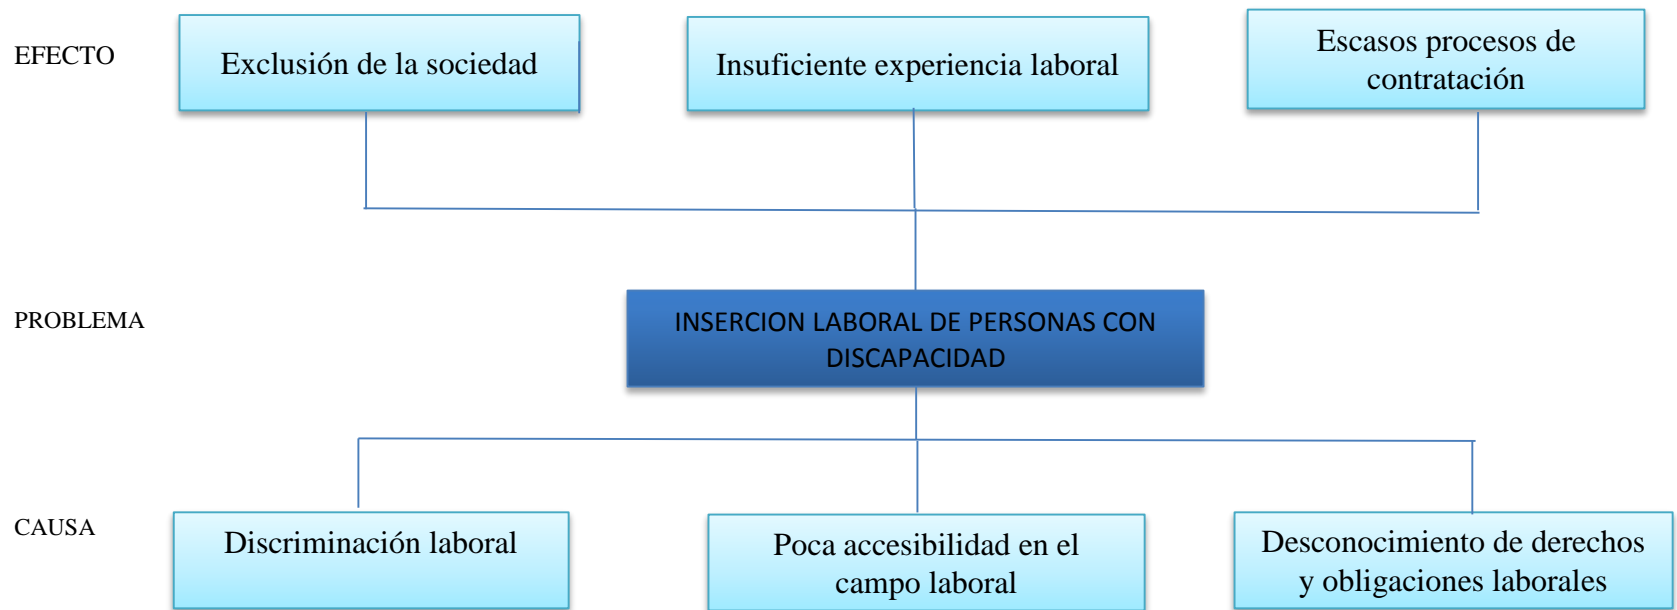 EFECTO
Exclusión de la sociedad
Insuficiente experiencia laboral
Escasos procesos de
contratación
PROBLEMA
INSERCION LABORAL DE PERSONAS CON
DISCAPACIDAD
CAUSA
Discriminación laboral
Poca accesibilidad en el
campo laboral
Desconocimiento de derechos
y obligaciones laborales